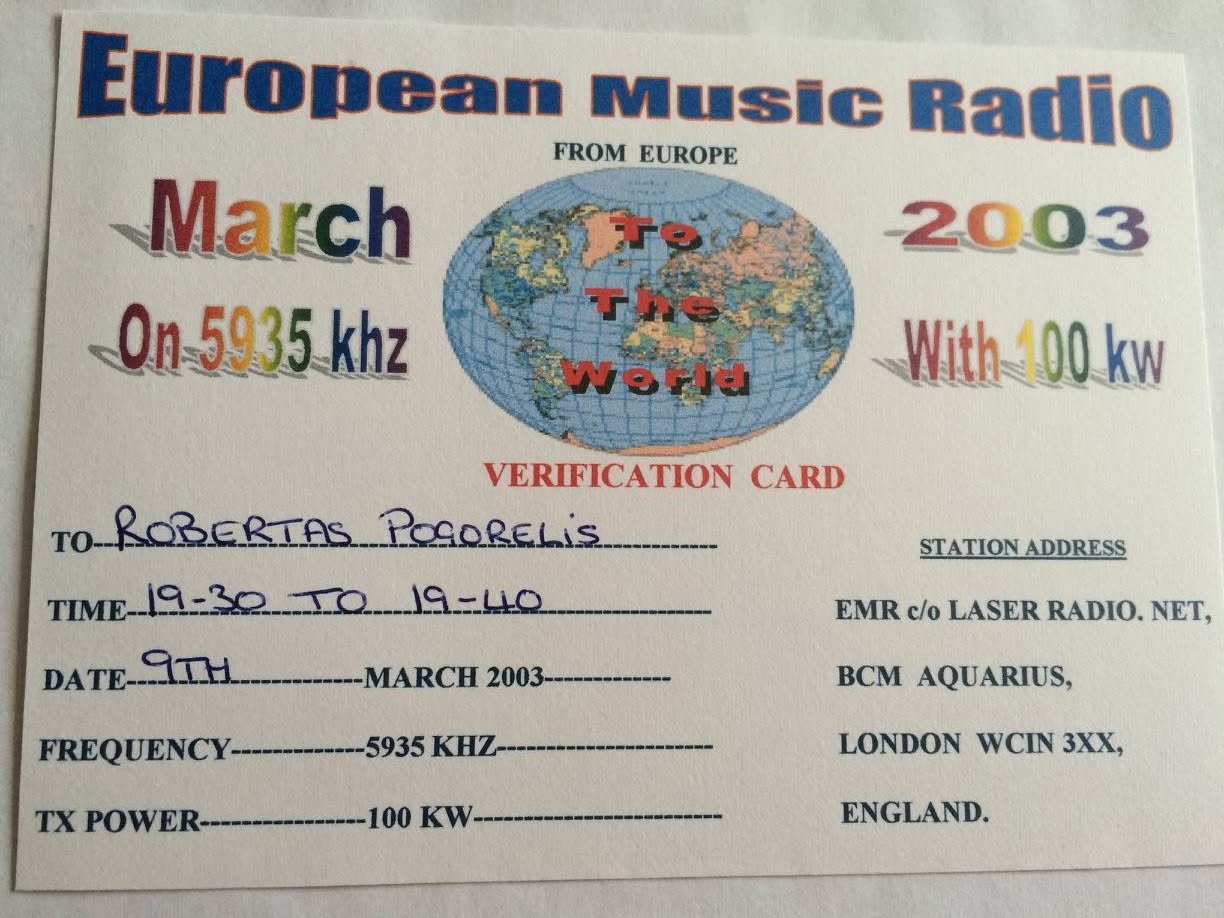 European Music Radio
FROM EUROPE
March
To
2003
The
On 5935 khz
With 100 kw
World
VERIFICATION CARD
TO ROBERTAS POGORELIS
TIME 19-30 TO 19-40
DATE 9TH MARCH 2003
FREQUENCY 5935 KHZ
TX POWER 100 KW
STATION ADDRESS
EMR c/o LASER RADIO. NET,
BCM AQUARIUS,
LONDON WCIN 3XX,
ENGLAND.